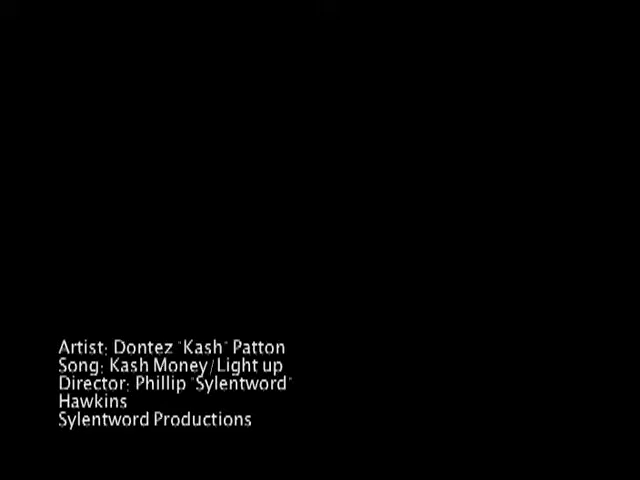 Artist: Dontez "Kash" Patton
Song: Kash Money/Light up
Director: Phillip "Sylentword"
Hawkins
Sylentword Productions